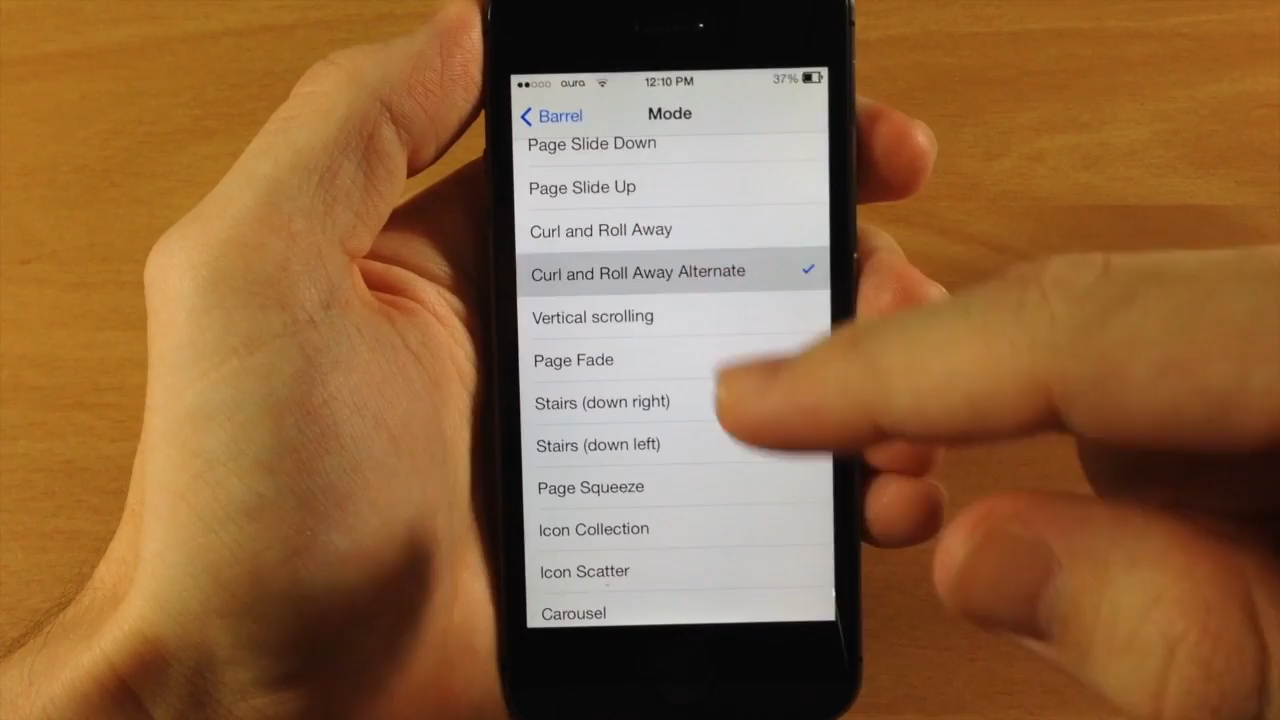 aura 12:10 PM 37%
Barrel Mode
Page Slide Down
Page Slide Up
Curl and Roll Away
Curl and Roll Away Alternate
Vertical scrolling
Page Fade
Stairs (down right)
Stairs (down left)
Page Squeeze
Icon Collection
Icon Scatter
Carousel